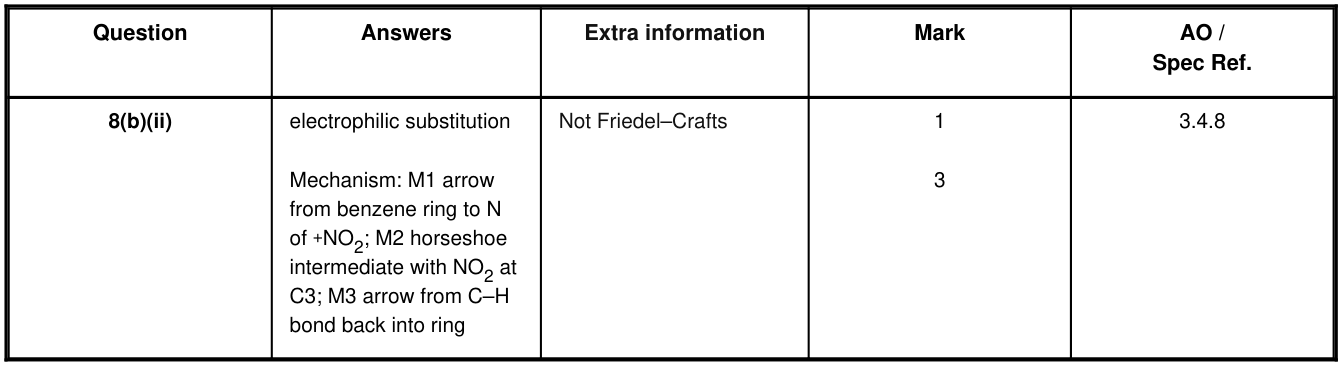 Question Answers Extra information Mark AO /
Spec Ref.
8(b)(ii) electrophilic substitution Not Friedel–Crafts 1 3.4.8
Mechanism: M1 arrow 3
from benzene ring to N
of +NO2; M2 horseshoe
intermediate with NO2 at
C3; M3 arrow from C–H
bond back into ring